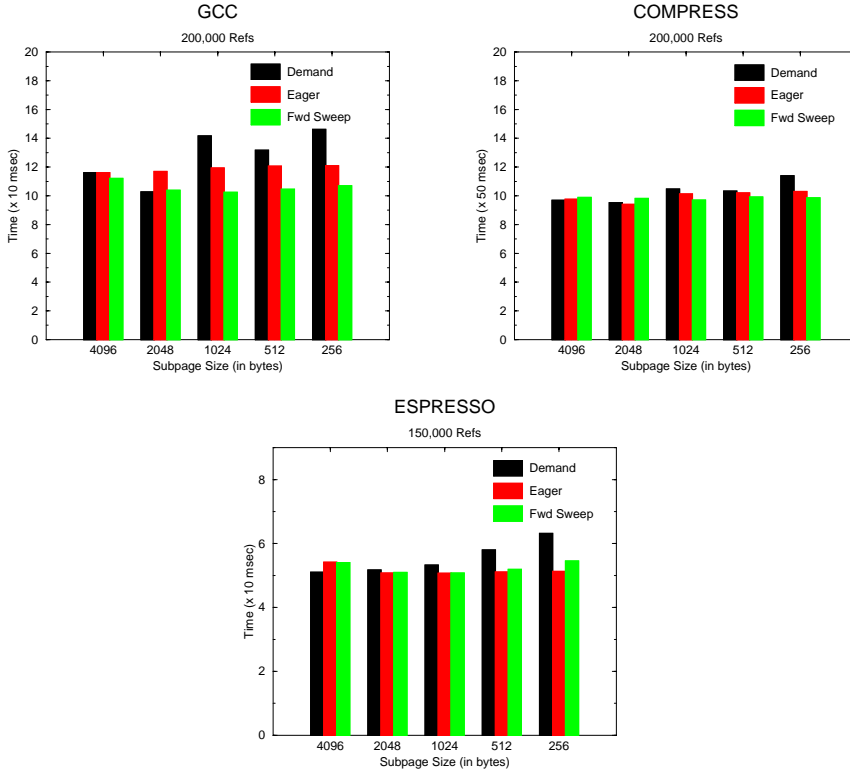 GCC
200,000 Refs
20
18
16
14
12
10
8
6
4
2
0
Time (x 10 msec)
Demand
Eager
Fwd Sweep
4096 2048 1024 512 256
Subpage Size (in bytes)
COMPRESS
200,000 Refs
20
18
16
14
12
10
8
6
4
2
0
Time (x 50 msec)
Demand
Eager
Fwd Sweep
4096 2048 1024 512 256
Subpage Size (in bytes)
ESPRESSO
150,000 Refs
8
6
4
2
0
Time (x 10 msec)
Demand
Eager
Fwd Sweep
4096 2048 1024 512 256
Subpage Size (in bytes)